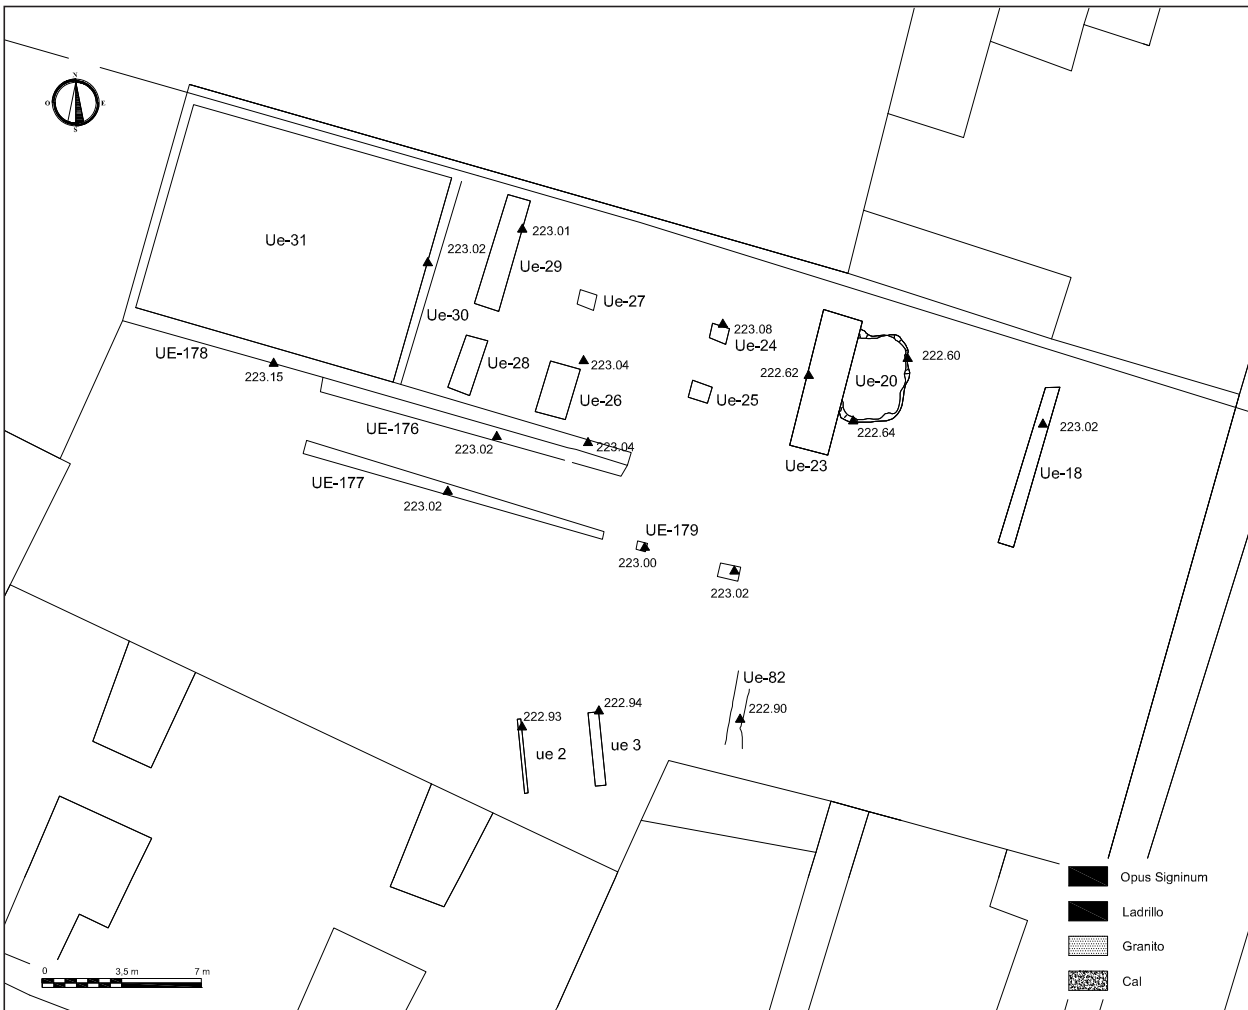 N
O
E
S
Ue-31
223.02
223.01
Ue-29
Ue-27
Ue-30
UE-178
223.15
Ue-28
223.04
Ue-26
223.08
Ue-24
Ue-25
222.62
Ue-20
222.60
222.64
Ue-23
223.02
Ue-18
UE-176
223.02
223.04
UE-177
223.02
UE-179
223.00
223.02
Ue-82
222.90
222.93
ue 2
222.94
ue 3
Opus Signinum
Ladrillo
Granito
Cal
0
3,5 m
7 m